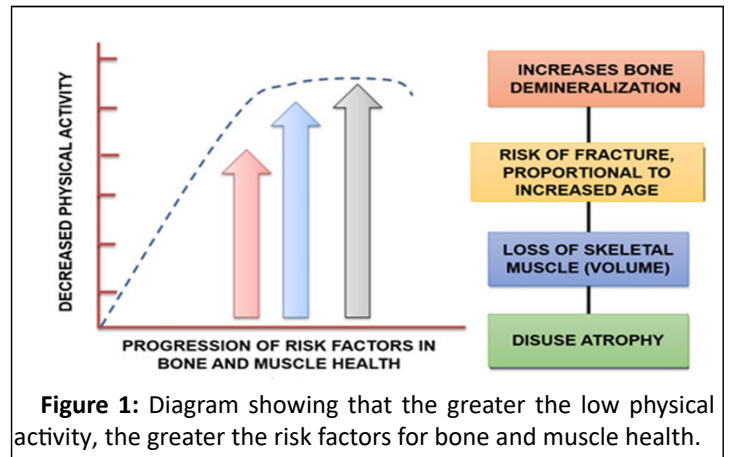 DECREASED PHYSICAL ACTIVITY
PROGRESSION OF RISK FACTORS IN
BONE AND MUSCLE HEALTH
INCREASES BONE
DEMINERALIZATION
RISK OF FRACTURE,
PROPORTIONAL TO
INCREASED AGE
LOSS OF SKELETAL
MUSCLE (VOLUME)
DISUSE ATROPHY
Figure 1: Diagram showing that the greater the low physical
activity, the greater the risk factors for bone and muscle health.